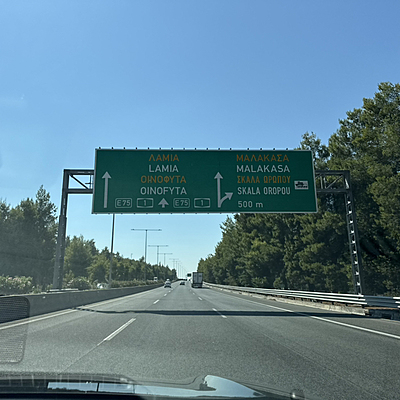 ΛΑΜΙΑ
LAMIA
ΟΙΝΟΦΥΤΑ
OINOFYTA
E75 1 E75 1
ΜΑΛΑΚΑΣΑ
MALAKASA
ΣΚΑΛΑ ΩΡΩΠΟΥ
SKALA OROPOU
500 m